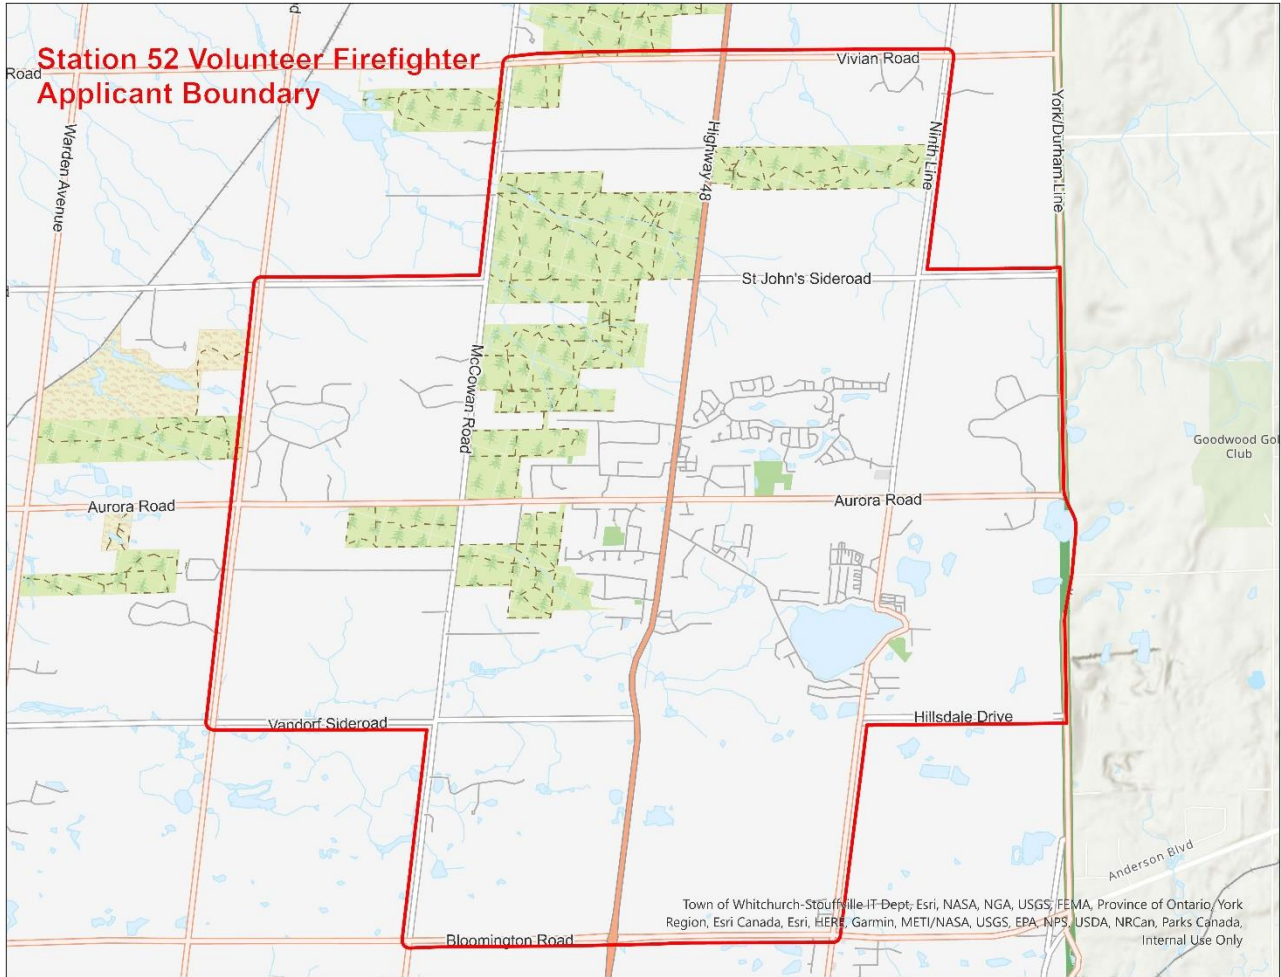 d
Station 52 Volunteer Firefighter
Applicant Boundary
Road
Vivian Road
Warden Avenue
Highway 48
Ninth Line
York/Durham Line
St John's Sideroad
McCowan Road
Goodwood Gol
Club
Aurora Road
Aurora Road
Vandorf Sideroad
Hillsdale Drive
Anderson Blvd
Town of Whitchurch-Stouffville IT Dept, Esri, NASA, NGA, USGS, FEMA, Province of Ontario, York
Region, Esri Canada, Esri, HERE, Garmin, METI/NASA, USGS, EPA, NPS, USDA, NRCan, Parks Canada,
Internal Use Only
Bloomington Road